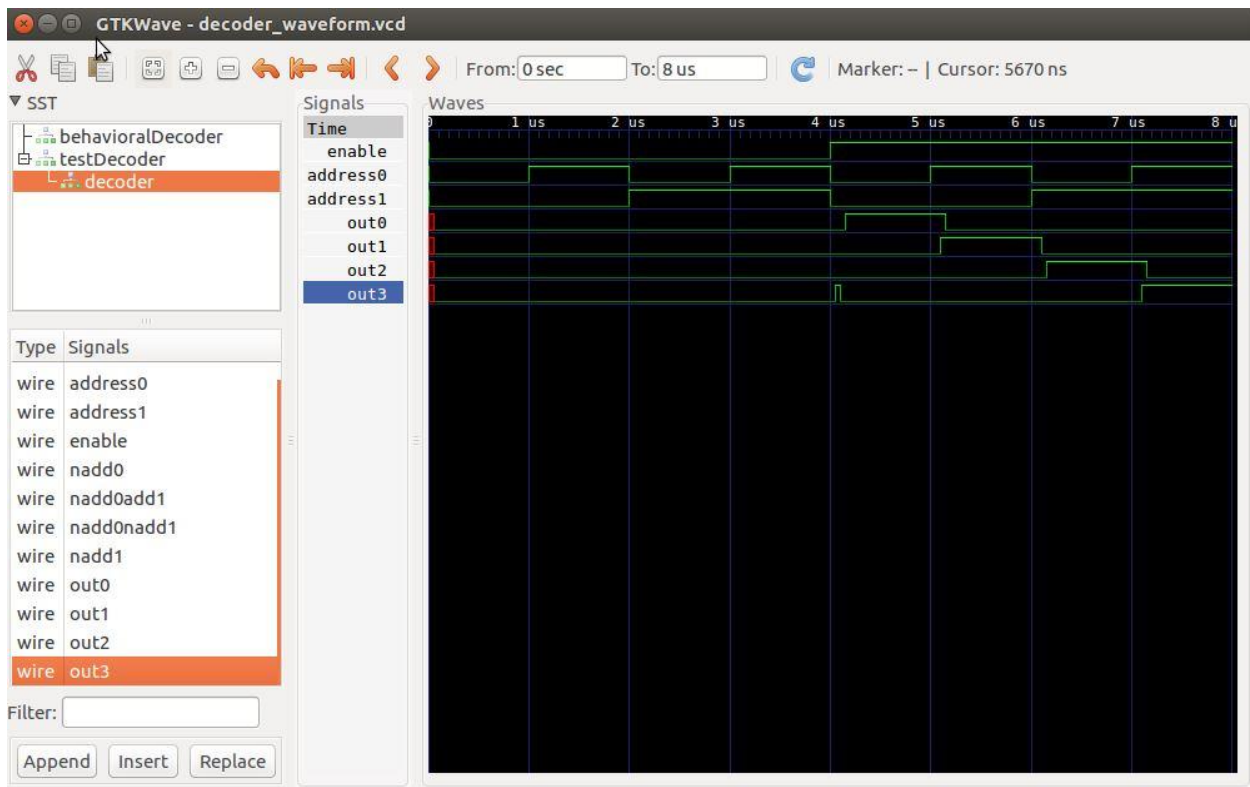 GTKWave - decoder_waveform.vcd
From: 0 sec To: 8 us Marker: -- | Cursor: 5670 ns
▼ SST
behavioralDecoder
testDecoder
decoder
Type Signals
wire address0
wire address1
wire enable
wire nadd0
wire nadd0add1
wire nadd0nadd1
wire nadd1
wire out0
wire out1
wire out2
wire out3
Filter:
Append Insert Replace
Signals
Time
enable
address0
address1
out0
out1
out2
out3
Waves
0 1 us 2 us 3 us 4 us 5 us 6 us 7 us 8 u